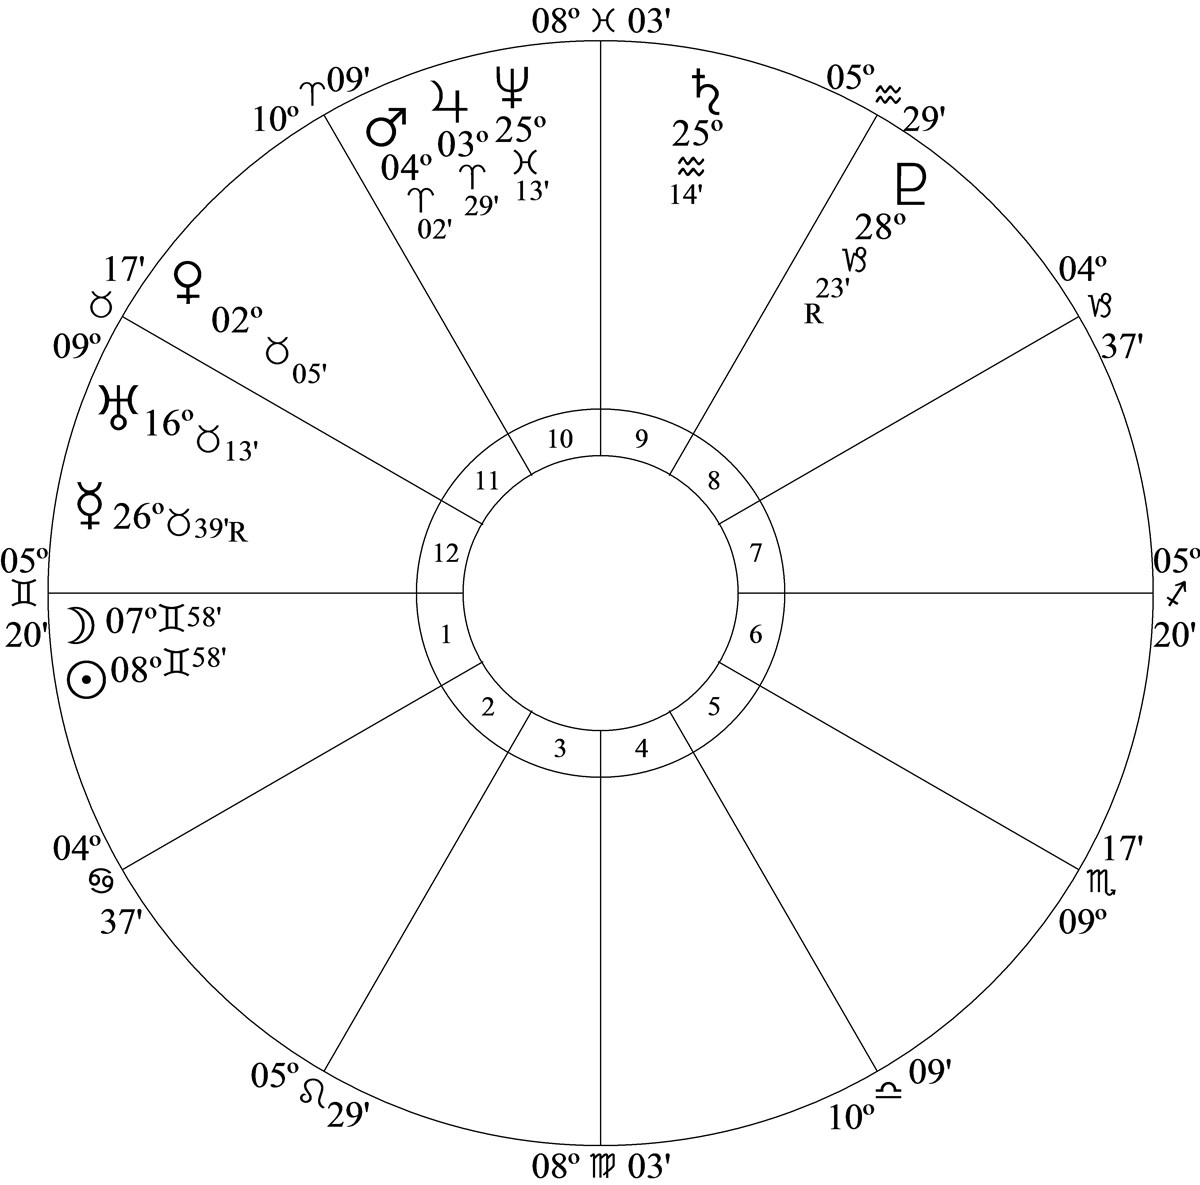 08º ♓ 03'
10º ♈ 09'
♂ 04º ♈ 02'
♃ 03º ♈ 29'
♆ 25º ♓ 13'
♄ 25º ♒ 14'
05º ♒ 29'
♇ 28º ♑ 23' R
17' ♉ 09º
♀ 02º ♉ 05'
04º ♑ 37'
♅ 16º ♉ 13'
☿ 26º ♉ 39' R
10
9
11
8
12
7
05º ♊ 20'
05º ♐ 20'
☽ 07º ♊ 58'
☉ 08º ♊ 58'
1
6
2
5
3
4
04º ♋ 37'
17' ♏ 09º
05º ♌ 29'
10º ♎ 09'
08º ♍ 03'